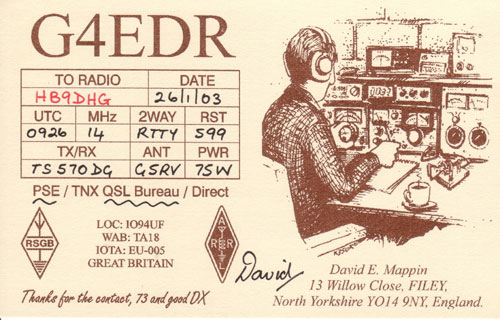 G4EDR
TO RADIO DATE
HB9DHG 26/1/03
UTC MHz 2WAY RST
0926 14 RTTY 599
TX/RX ANT PWR
TS570DG G5RV 75W
PSE / TNX QSL Bureau / Direct
RSGB
LOC: IO94UF
WAB: TA18
IOTA: EU-005
GREAT BRITAIN
A R R L
David
David E. Mappin
13 Willow Close, FILEY,
North Yorkshire YO14 9NY, England.
Thanks for the contact, 73 and good DX